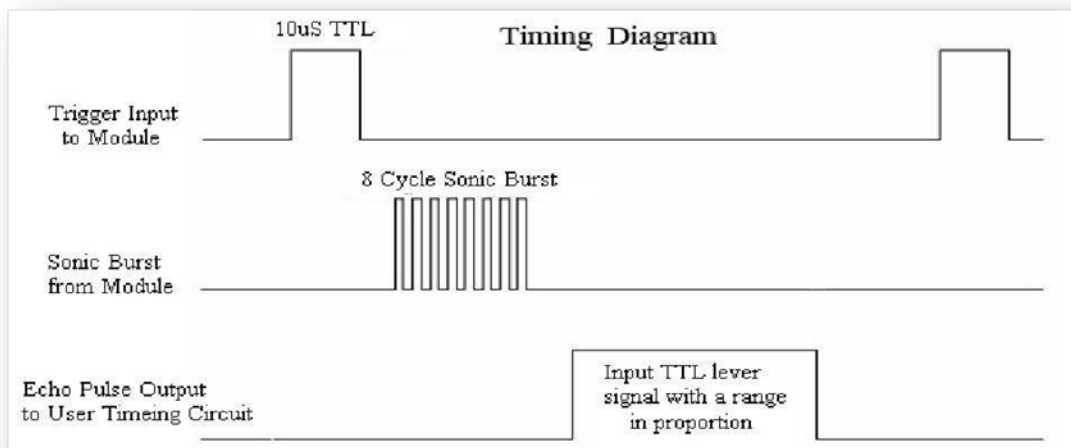 10uS TTL
Timing Diagram
Trigger Input
to Module
8 Cycle Sonic Burst
Sonic Burst
from Module
Echo Pulse Output
to User Timeing Circuit
Input TTL lever
signal with a range
in proportion